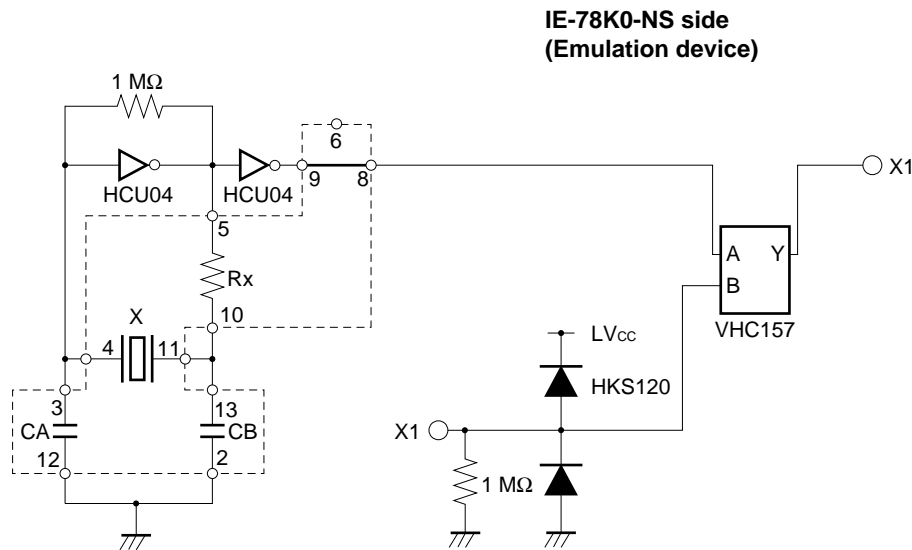 IE-78K0-NS side
(Emulation device)
1 MΩ
6
HCU04
HCU04
9
8
X1
5
A
Y
B
VHC157
Rx
10
X
4
11
LVCC
HKS120
3
13
CA
CB
X1
12
2
1 MΩ